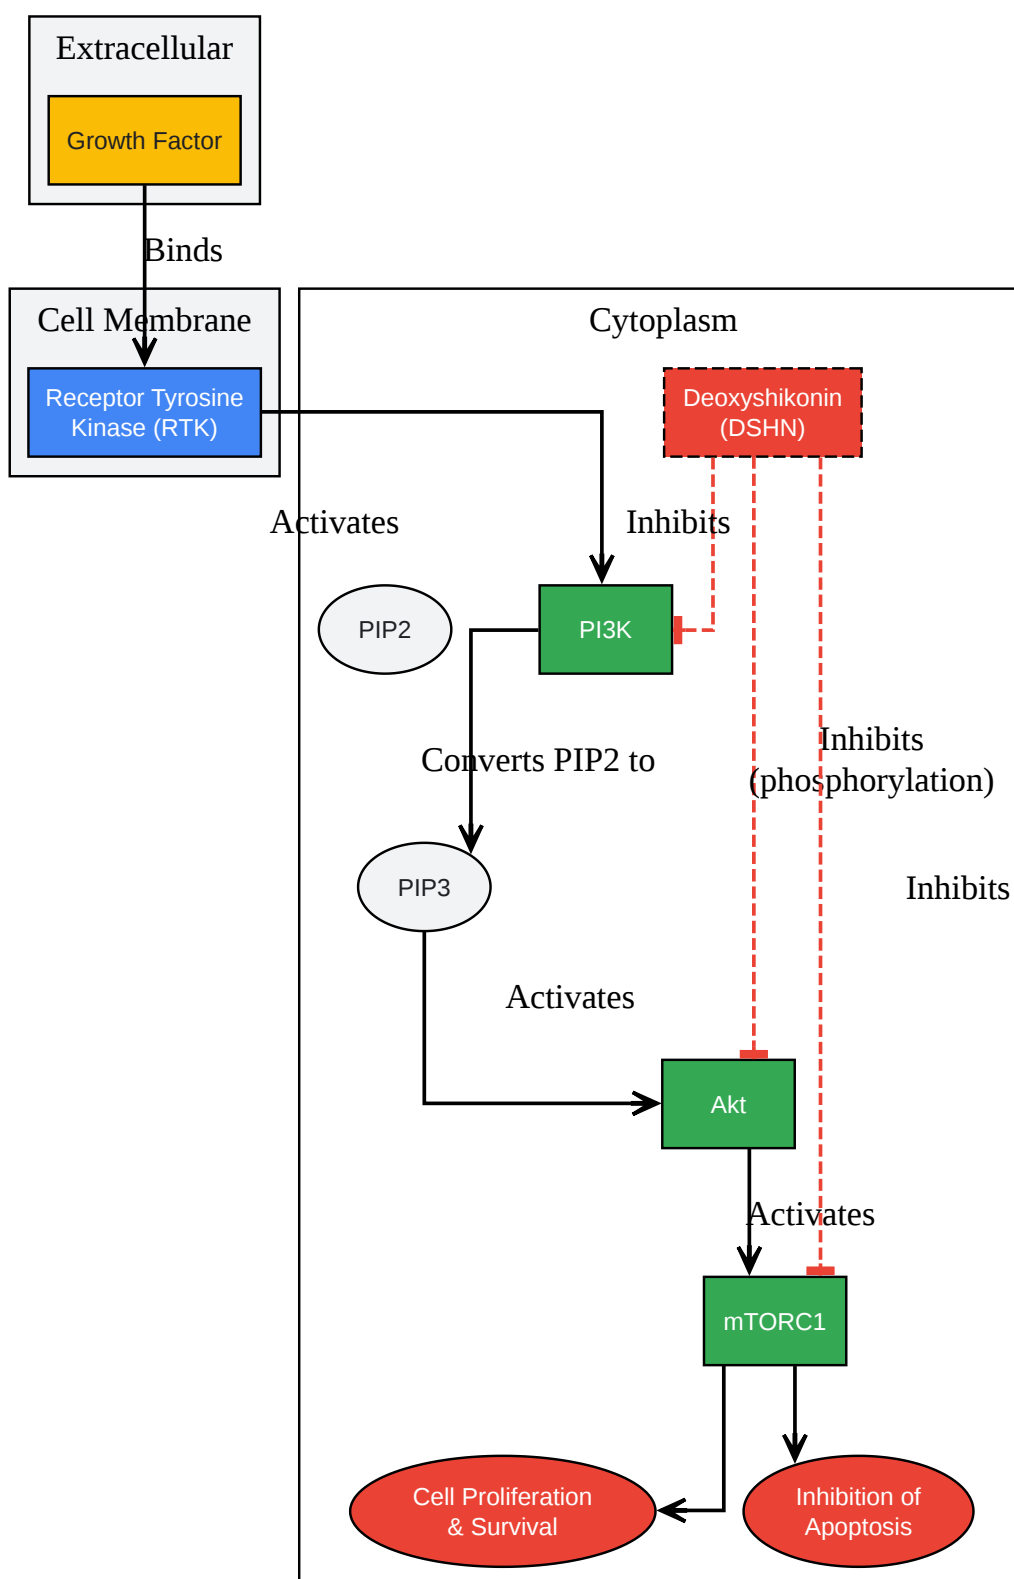 Extracellular
Growth Factor
Binds
Cell Membrane
Cytoplasm
Receptor Tyrosine
Kinase (RTK)
Deoxyshikonin
(DSHN)
Activates
Inhibits
PIP2
PI3K
Inhibits
(phosphorylation)
Converts PIP2 to
PIP3
Inhibits
Activates
Akt
Activates
mTORC1
Cell Proliferation
& Survival
Inhibition of
Apoptosis